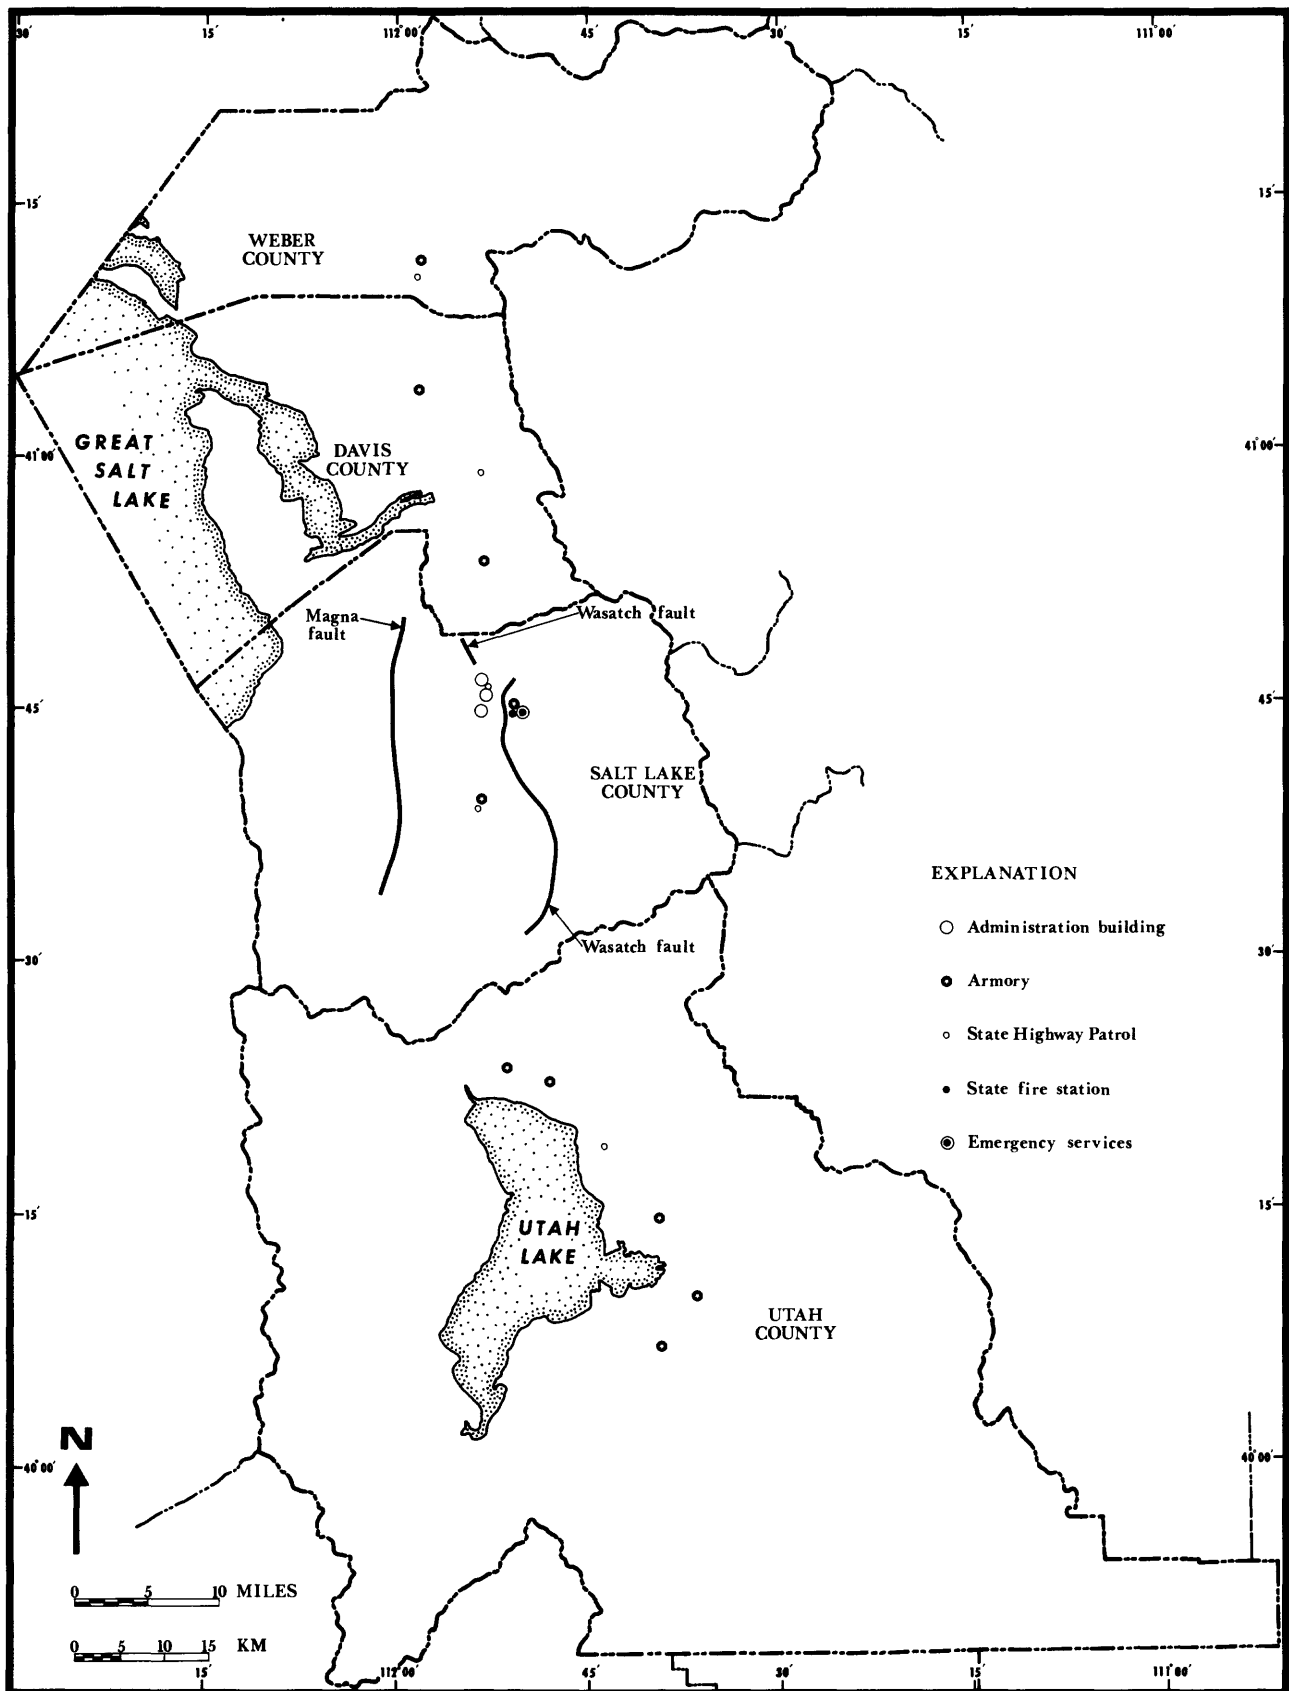 30′ 15′ 112°00′ 45′ 30′ 15′ 111°00′
15′ 15′
WEBER
COUNTY
GREAT
SALT
LAKE
DAVIS
COUNTY
41°00′ 41°00′
Magna
fault
Wasatch fault
45′ 45′
SALT LAKE
COUNTY
Wasatch fault
30′ 30′
EXPLANATION
Administration building
Armory
State Highway Patrol
State fire station
Emergency services
15′ 15′
UTAH
LAKE
UTAH
COUNTY
N
40°00′ 40°00′
0 5 10 MILES
0 5 10 15 KM
15′ 112°00′ 45′ 30′ 15′ 111°00′